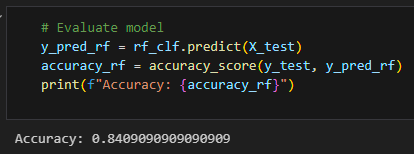 # Evaluate model
y_pred_rf = rf_clf.predict(X_test)
accuracy_rf = accuracy_score(y_test, y_pred_rf)
print(f"Accuracy: {accuracy_rf}")
Accuracy: 0.8409090909090909